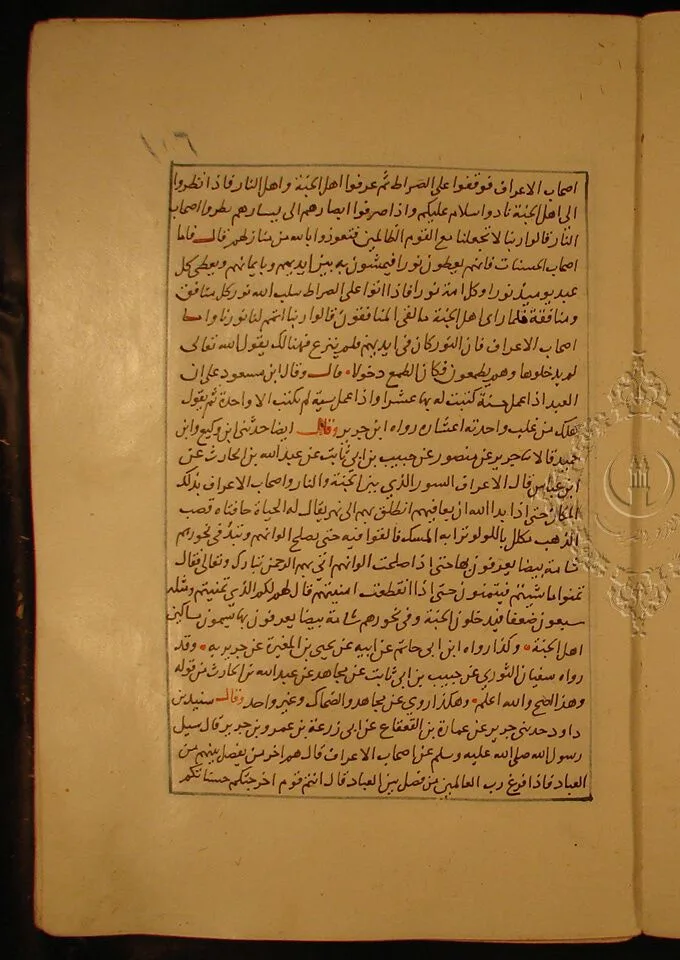 ١١٦
اصحاب الاعراف فوقفوا على الصراط ثم عرفوا اهل الجنة واهل النار فاذا نظروا
الى اهل الجنة نادوا سلام عليكم واذا صرفوا ابصارهم الى يسارهم نظروا اصحاب
النار قالوا ربنا لا تجعلنا مع القوم الظالمين فتعوذوا بالله من منازلهم قال فاما
اصحاب الحسنات فانهم يعطون نورا فيمشون به بين ايديهم وبايمانهم ويعطى كل
عبد يوميذ نورا وكل امة نورا فاذا اتوا على الصراط سلب الله نور كل منافق
ومنافقة فلما راى اهل الجنة ما لقي المنافقون قالوا ربنا اتمم لنا نورنا واما
اصحاب الاعراف فان النور كان في ايديهم فلم ينزع فهنالك يقول الله تعالى
لم يدخلوها وهم يطمعون فكان الطمع دخولا قال وقال ابن مسعود على ان
العبد اذا عمل حسنة كتبت له بها عشرا واذا عمل سيية لم تكتب الا واحدة ثم يقول
هلك من غلب واحدته اعشاره رواه ابن جرير وقال ايضا حدثني ابن وكيع وابن
حميد قالا جرير عن منصور عن حبيب بن ابي ثابت عن عبد الله بن الحارث عن
ابن عباس قال الاعراف السور الذي بين الجنة والنار واصحاب الاعراف بذلك
المكان حتى اذا بدا الله ان يعافيهم انطلق بهم الى نهر يقال له الحياة حافتاه قصب
الذهب مكلل باللولو ترابه المسك فالقوا فيه حتى يصلح الوانهم وتبدو في نحورهم
شامة بيضا يعرفون بها حتى اذا صلحت الوانهم اتي بهم الرحمن تبارك وتعالى فقال
تمنوا ما شيتم فيتمنون حتى اذا انقطعت امنيتهم قال لهم لكم الذي تمنيتم ومثله
سبعون ضعفا فيدخلون الجنة وفي نحورهم شامة بيضا يعرفون بها يسمون مساكين
اهل الجنة وكذا رواه ابن ابي حاتم عن ابيه عن يحيى بن المغيرة عن جرير به وقد
رواه سفيان الثوري عن حبيب بن ابي ثابت عن مجاهد عن عبد الله بن الحارث من قوله
وهذا اصح والله اعلم وهكذا روي عن مجاهد والضحاك وغير واحد وقال سنيد بن
داود حدثني جرير عن عمارة بن القعقاع عن ابي زرعة بن عمرو بن جرير قال سيل
رسول الله صلى الله عليه وسلم عن اصحاب الاعراف قال هم اخر من يفصل بينهم من
العباد فاذا فرغ رب العالمين من فصل بين العباد قال انتم قوم اخرجتكم حسناتكم